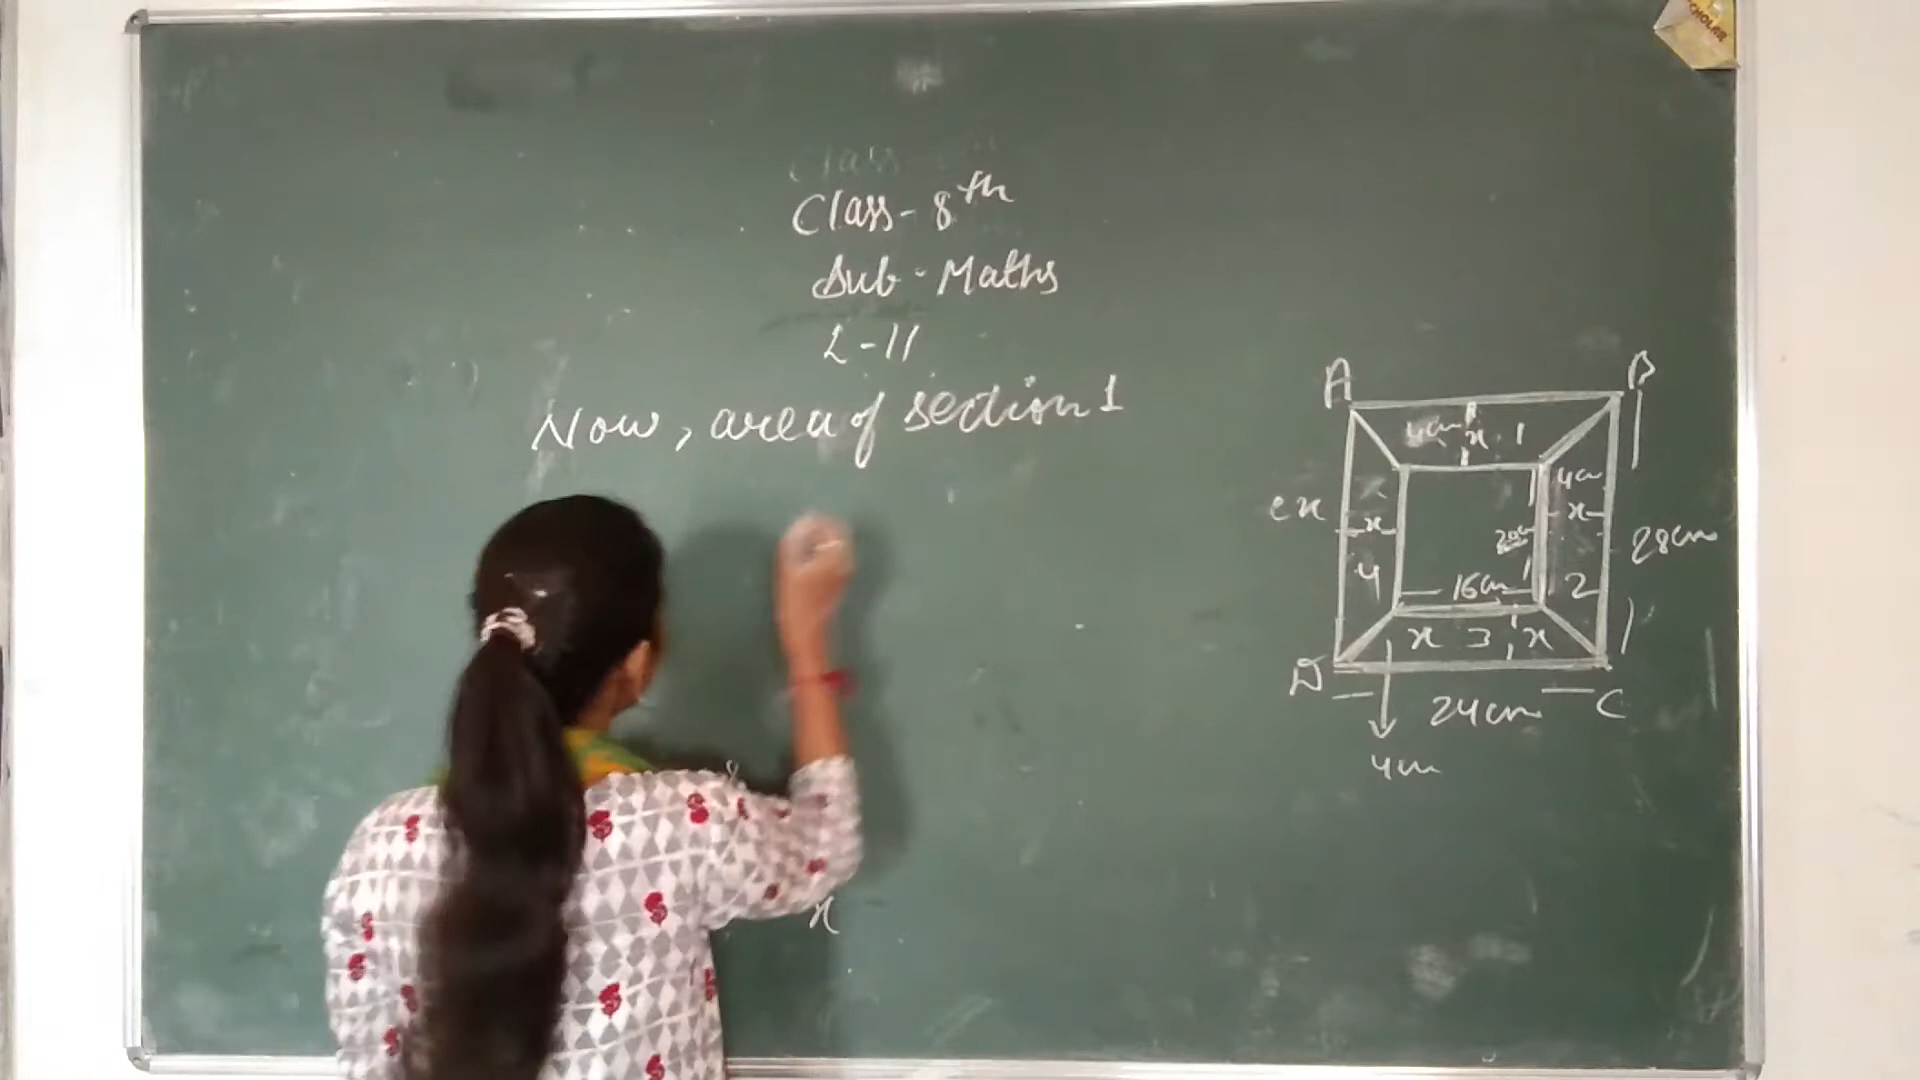 Class - 8th
Sub - Maths
L - 11
Now, area of section 1
A
B
4cm x 1
4cm
x
x
ex
20cm
28cm
4
16cm
2
x 3 x
D
24cm
C
4cm
x